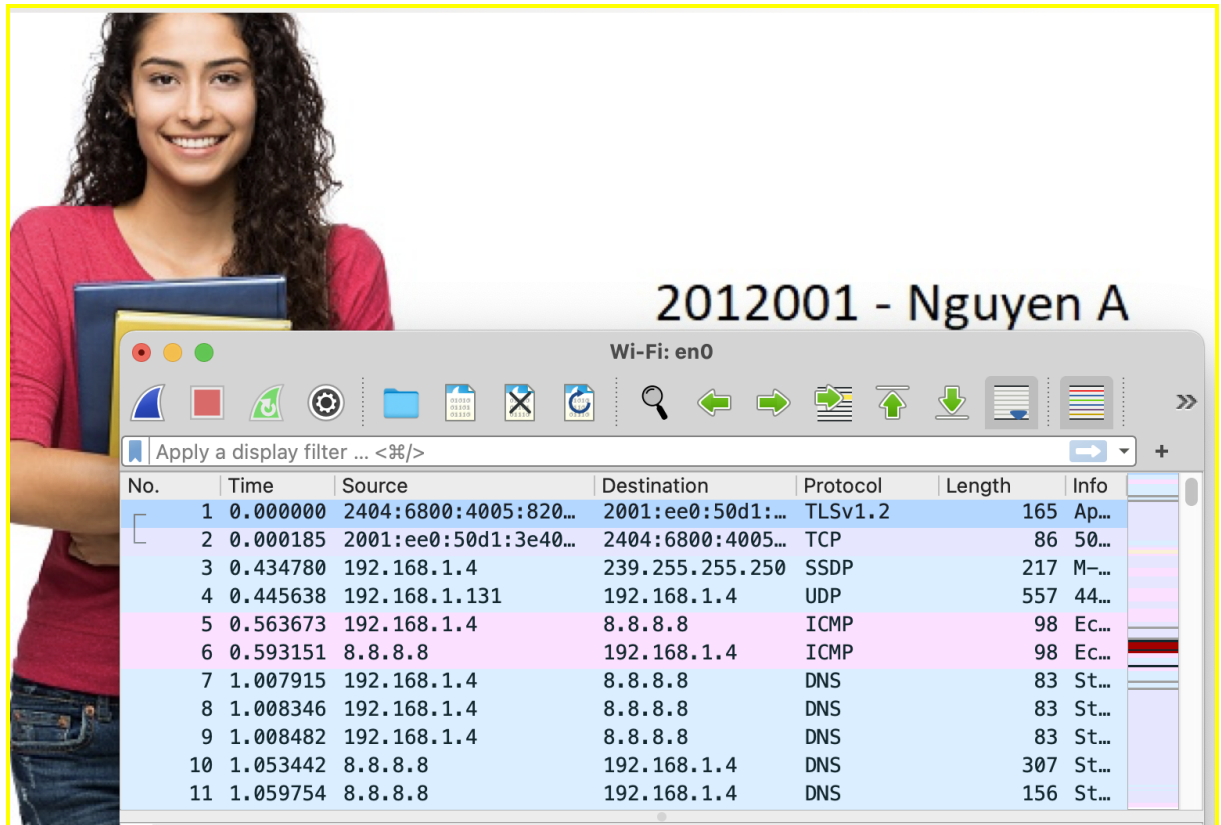 2012001 - Nguyen A
Wi-Fi: en0
Apply a display filter ... <⌘/>
No. Time Source Destination Protocol Length Info
1 0.000000 2404:6800:4005:820… 2001:ee0:50d1:… TLSv1.2 165 Ap…
2 0.000185 2001:ee0:50d1:3e40… 2404:6800:4005… TCP 86 50…
3 0.434780 192.168.1.4 239.255.255.250 SSDP 217 M-…
4 0.445638 192.168.1.131 192.168.1.4 UDP 557 44…
5 0.563673 192.168.1.4 8.8.8.8 ICMP 98 Ec…
6 0.593151 8.8.8.8 192.168.1.4 ICMP 98 Ec…
7 1.007915 192.168.1.4 8.8.8.8 DNS 83 St…
8 1.008346 192.168.1.4 8.8.8.8 DNS 83 St…
9 1.008482 192.168.1.4 8.8.8.8 DNS 83 St…
10 1.053442 8.8.8.8 192.168.1.4 DNS 307 St…
11 1.059754 8.8.8.8 192.168.1.4 DNS 156 St…